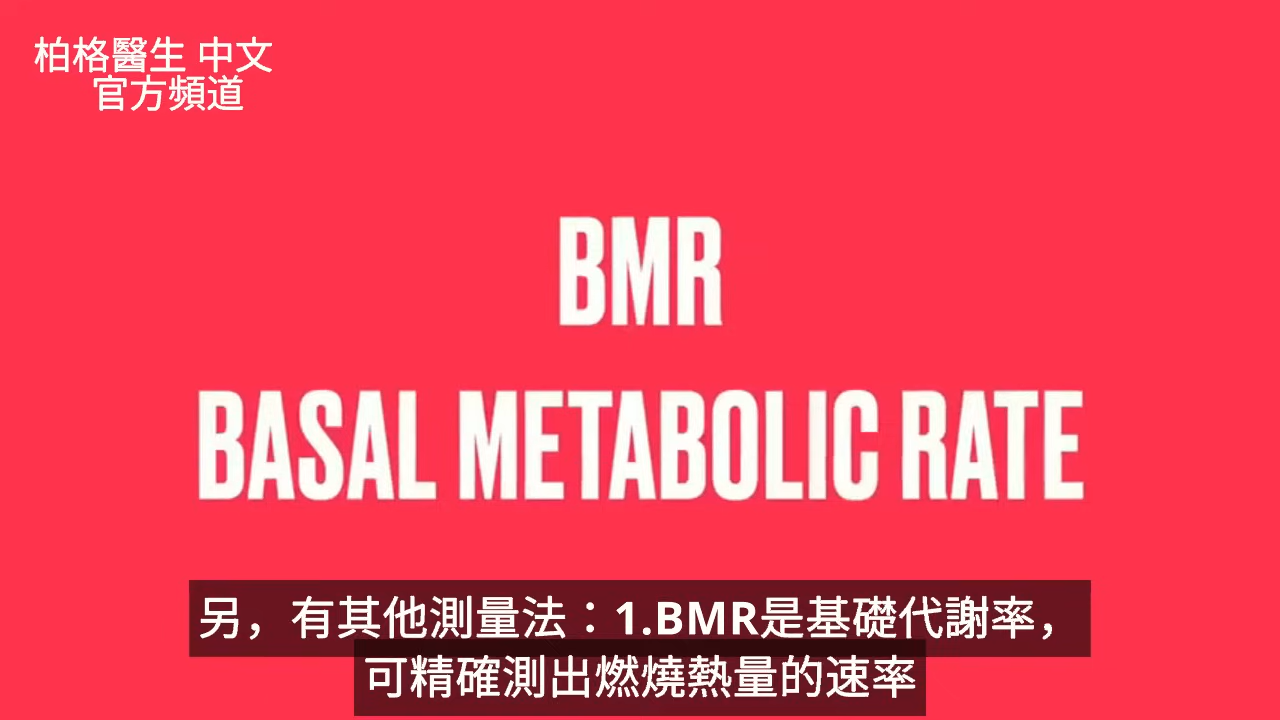 柏格醫生 中文
官方頻道
BMR
BASAL METABOLIC RATE
另，有其他測量法：1.BMR是基礎代謝率，
可精確測出燃燒熱量的速率